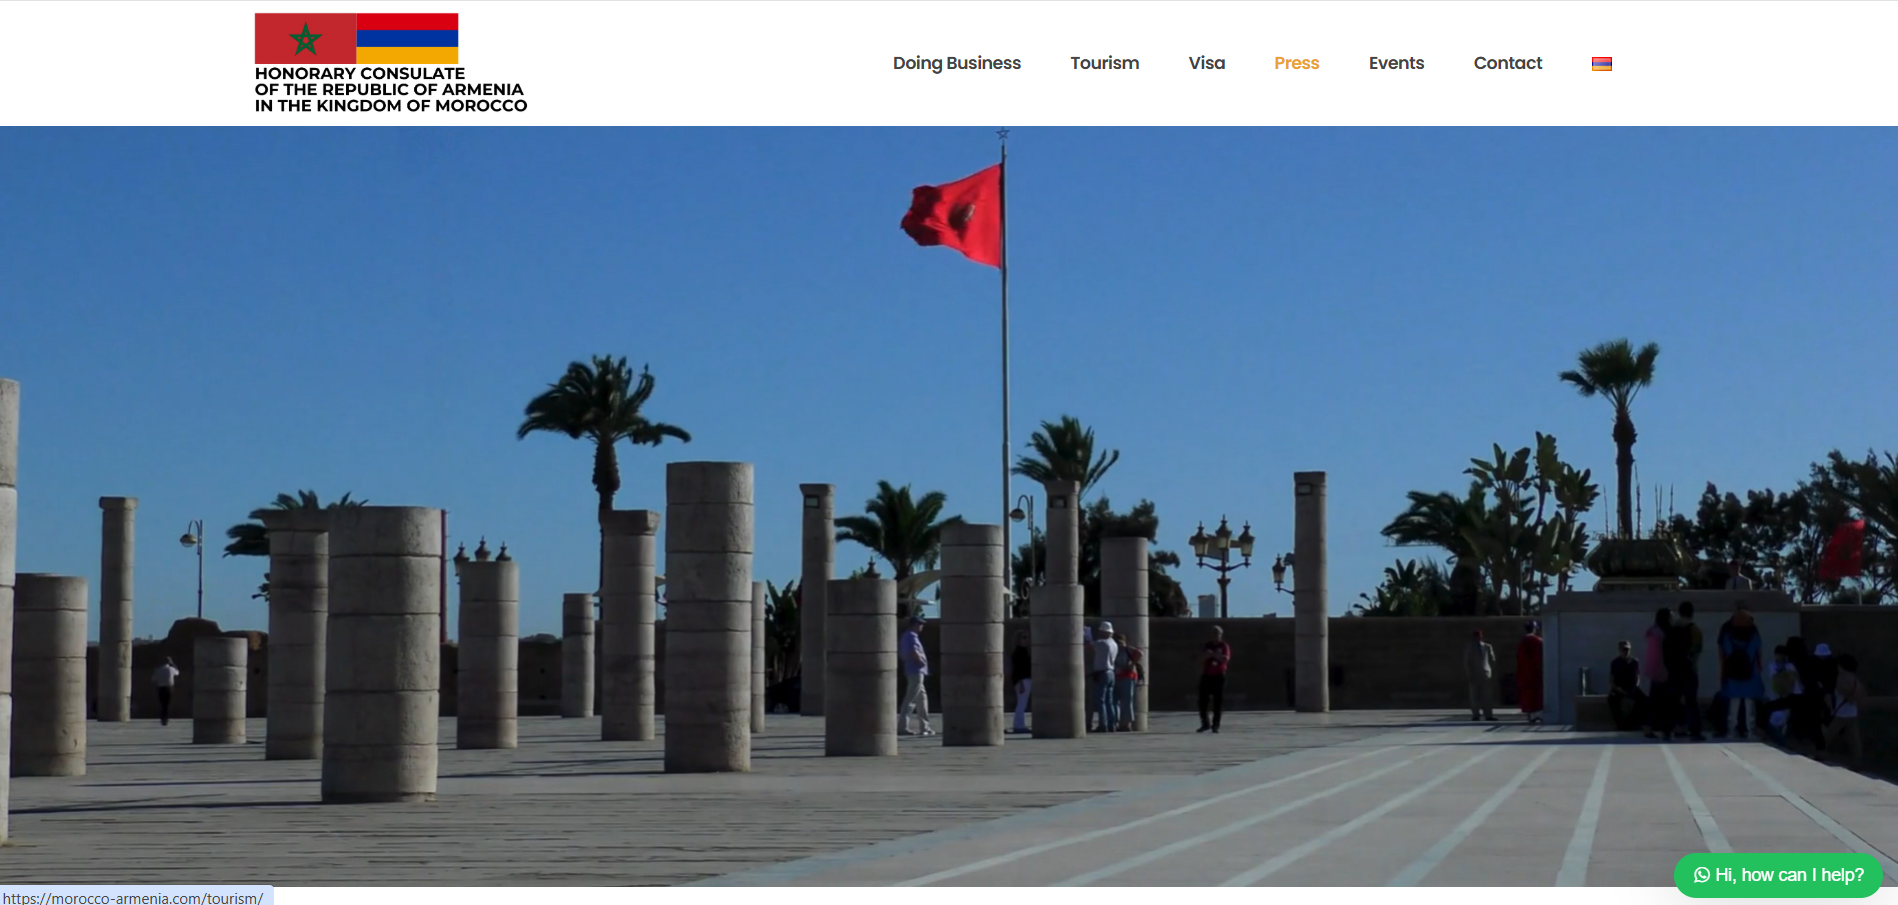 HONORARY CONSULATE
OF THE REPUBLIC OF ARMENIA
IN THE KINGDOM OF MOROCCO
Doing Business
Tourism
Visa
Press
Events
Contact
Hi, how can I help?
https://morocco-armenia.com/tourism/